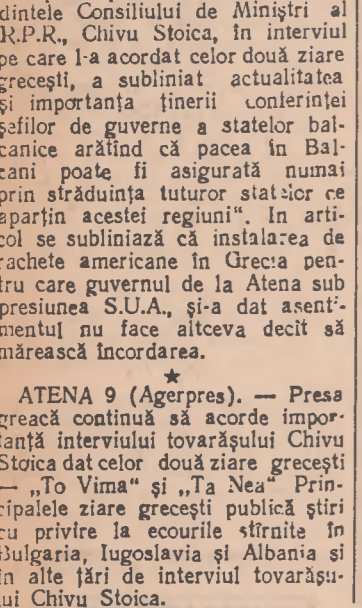 dintele Consiliului de Miniștri al
R.P.R., Chivu Stoica, în interviul
pe care l-a acordat celor două ziare
grecești, a subliniat actualitatea
și importanța ținerii conferinței
șefilor de guverne a statelor bal-
canice arătînd că pacea în Bal-
cani poate fi asigurată numai
prin străduința tuturor statelor ce
aparțin acestei regiuni“. In arti-
col se subliniază că instalarea de
rachete americane în Grecia pen-
tru care guvernul de la Atena sub
presiunea S.U.A., și-a dat asenti-
mentul nu face altceva decît să
mărească încordarea.
★
ATENA 9 (Agerpres). — Presa
greacă continuă să acorde impor-
tanță interviului tovarășului Chivu
Stoica dat celor două ziare grecești
— „To Vima“ și „Ta Nea“ Prin-
cipalele ziare grecești publică știri
cu privire la ecourile stîrnite în
Bulgaria, Iugoslavia și Albania și
în alte țări de interviul tovarășu-
lui Chivu Stoica.